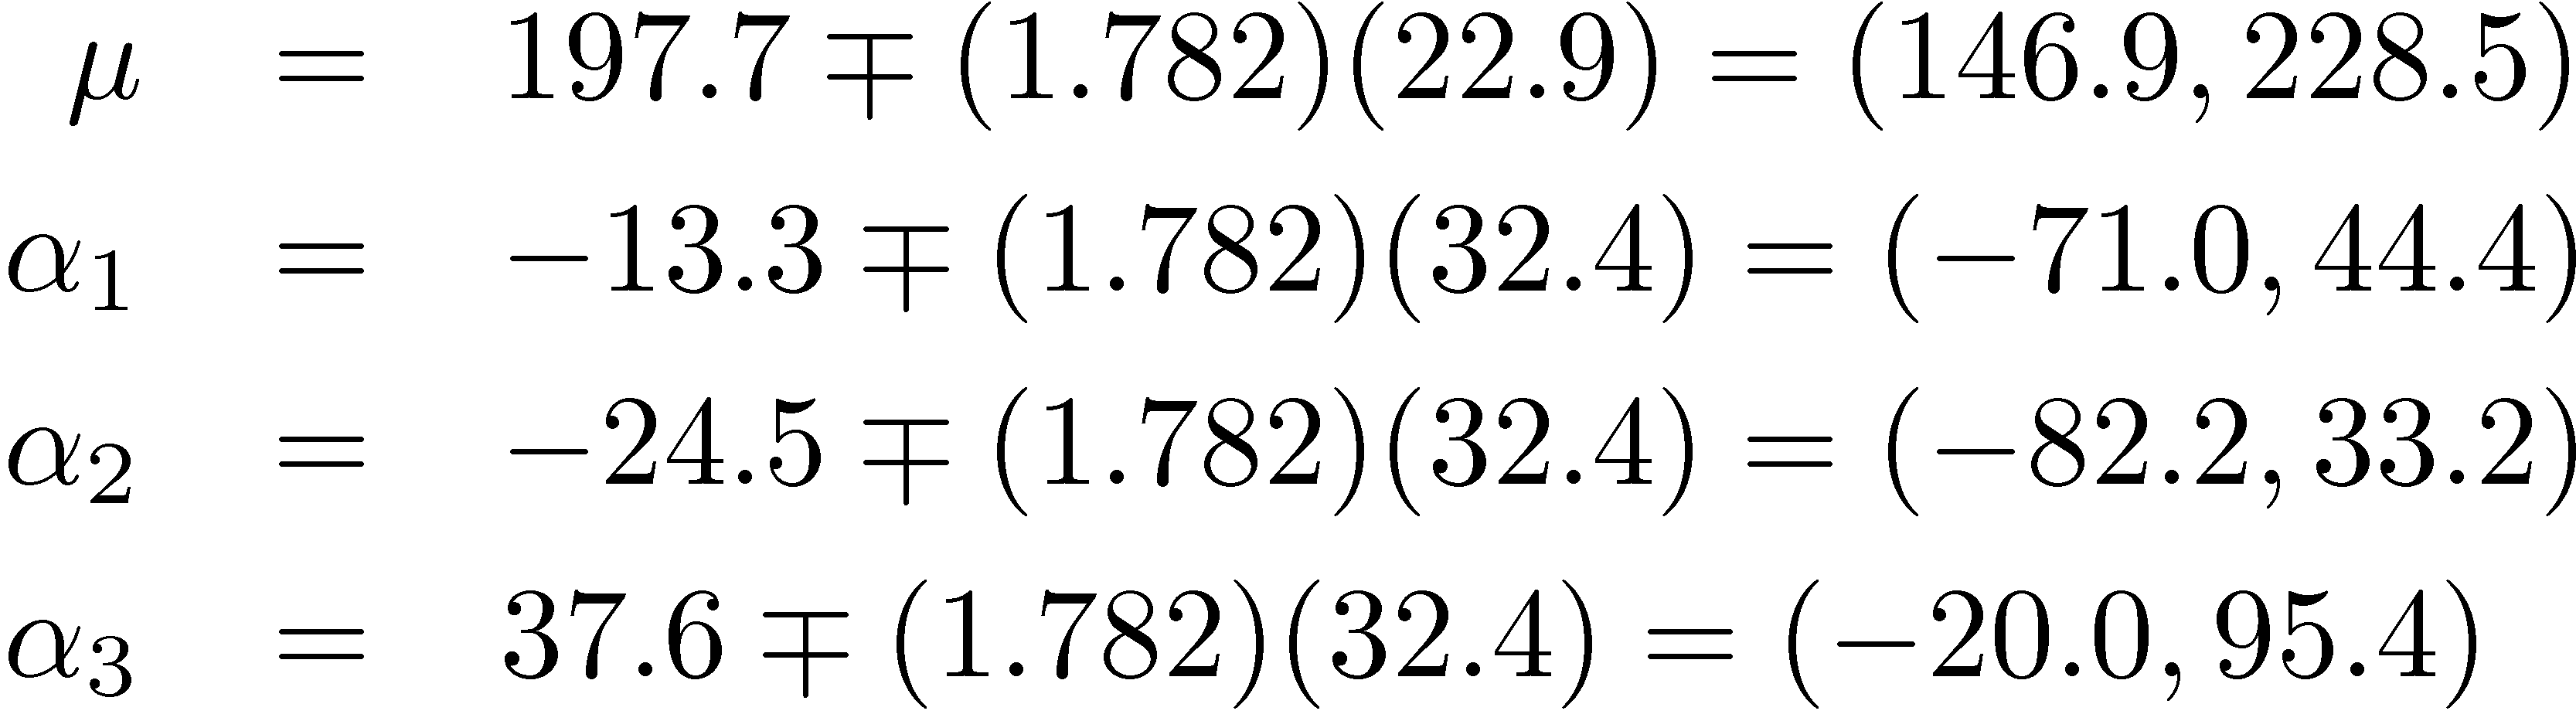 μ = 197.7 ∓ (1.782)(22.9) = (146.9, 228.5)
α₁ = −13.3 ∓ (1.782)(32.4) = (−71.0, 44.4)
α₂ = −24.5 ∓ (1.782)(32.4) = (−82.2, 33.2)
α₃ = 37.6 ∓ (1.782)(32.4) = (−20.0, 95.4)